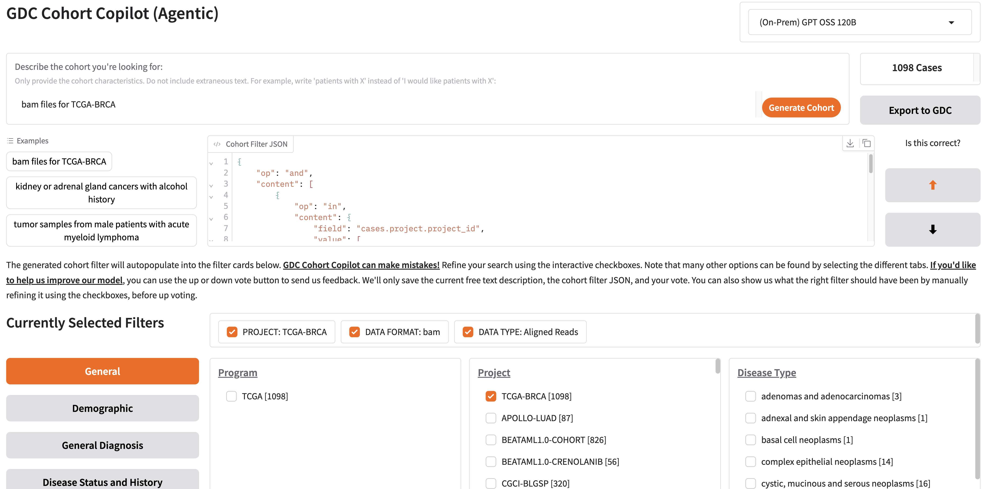 GDC Cohort Copilot (Agentic)
(On-Prem) GPT OSS 120B
Describe the cohort you're looking for:
Only provide the cohort characteristics. Do not include extraneous text. For example, write 'patients with X' instead of 'I would like patients with X':
bam files for TCGA-BRCA
Generate Cohort
1098 Cases
Export to GDC
Examples
bam files for TCGA-BRCA
kidney or adrenal gland cancers with alcohol
history
tumor samples from male patients with acute
myeloid lymphoma
</> Cohort Filter JSON
1 {
2 "op": "and",
3 "content": [
4 {
5 "op": "in",
6 "content": {
7 "field": "cases.project.project_id",
8 "value": [
Is this correct?
The generated cohort filter will autopopulate into the filter cards below. GDC Cohort Copilot can make mistakes! Refine your search using the interactive checkboxes. Note that many other options can be found by selecting the different tabs. If you'd like
to help us improve our model, you can use the up or down vote button to send us feedback. We'll only save the current free text description, the cohort filter JSON, and your vote. You can also show us what the right filter should have been by manually
refining it using the checkboxes, before up voting.
Currently Selected Filters
PROJECT: TCGA-BRCA
DATA FORMAT: bam
DATA TYPE: Aligned Reads
General
Demographic
General Diagnosis
Disease Status and History
Program
TCGA [1098]
Project
TCGA-BRCA [1098]
APOLLO-LUAD [87]
BEATAML1.0-COHORT [826]
BEATAML1.0-CRENOLANIB [56]
CGCI-BLGSP [320]
Disease Type
adenomas and adenocarcinomas [3]
adnexal and skin appendage neoplasms [1]
basal cell neoplasms [1]
complex epithelial neoplasms [14]
cystic, mucinous and serous neoplasms [16]